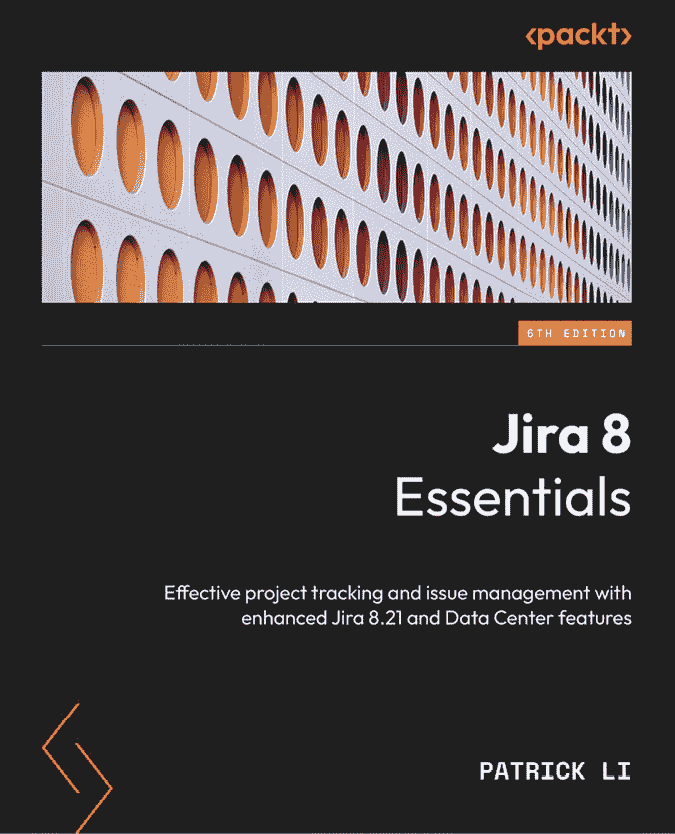 <packt>
6TH EDITION
Jira 8
Essentials
Effective project tracking and issue management with
enhanced Jira 8.21 and Data Center features
PATRICK LI